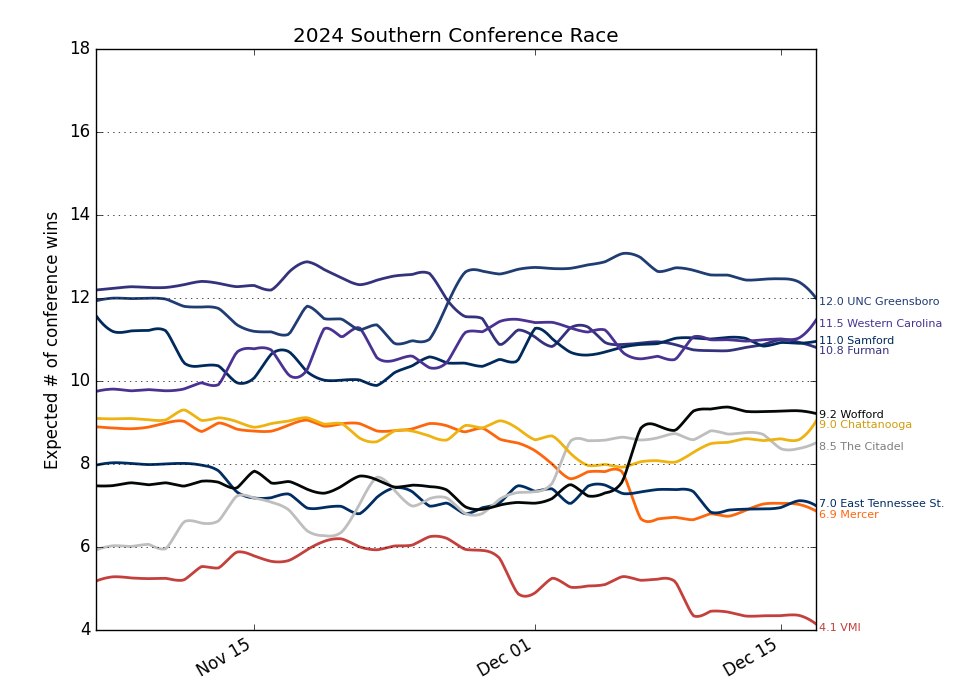 2024 Southern Conference Race
Expected # of conference wins
18
16
14
12
10
8
6
4
Nov 15
Dec 01
Dec 15
12.0 UNC Greensboro
11.5 Western Carolina
11.0 Samford
10.8 Furman
9.2 Wofford
9.0 Chattanooga
8.5 The Citadel
7.0 East Tennessee St.
6.9 Mercer
4.1 VMI